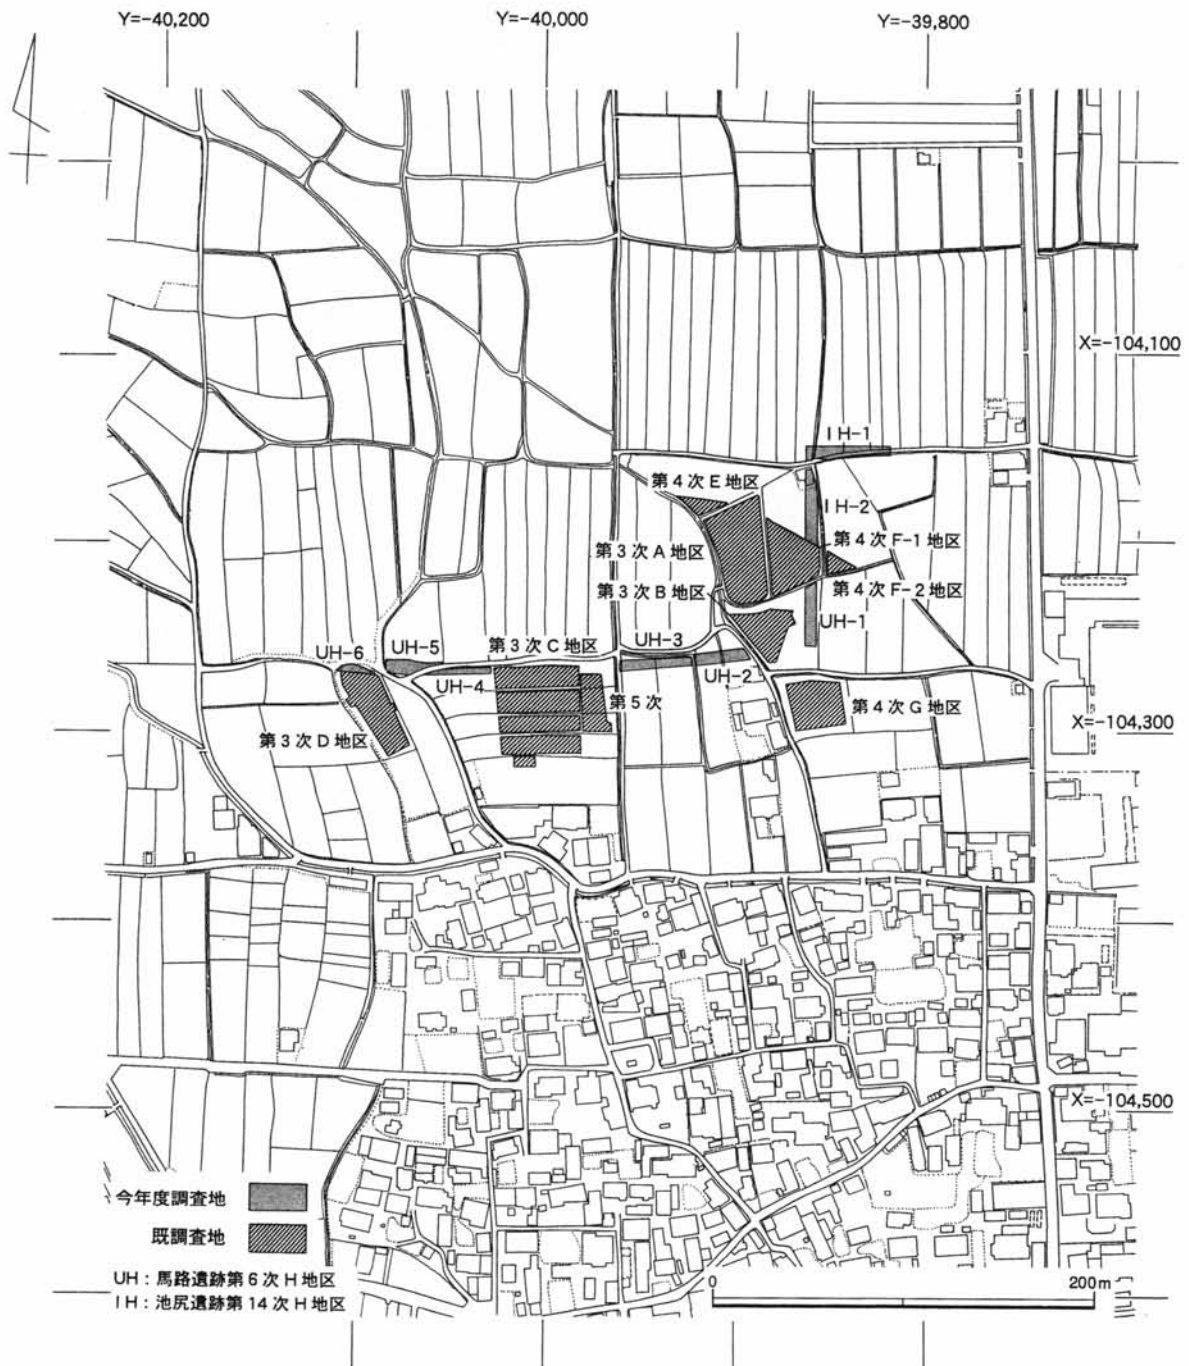 Y=-40,200
Y=-40,000
Y=-39,800
X=-104,100
IH-1
第4次E地区
IH-2
第3次A地区
第4次F-1地区
第3次B地区
第4次F-2地区
UH-1
UH-6
UH-5
第3次C地区
UH-3
UH-4
UH-2
第5次
第4次G地区
第3次D地区
X=-104,300
X=-104,500
今年度調査地
既調査地
UH:馬路遺跡第6次H地区
IH:池尻遺跡第14次H地区
0
200m